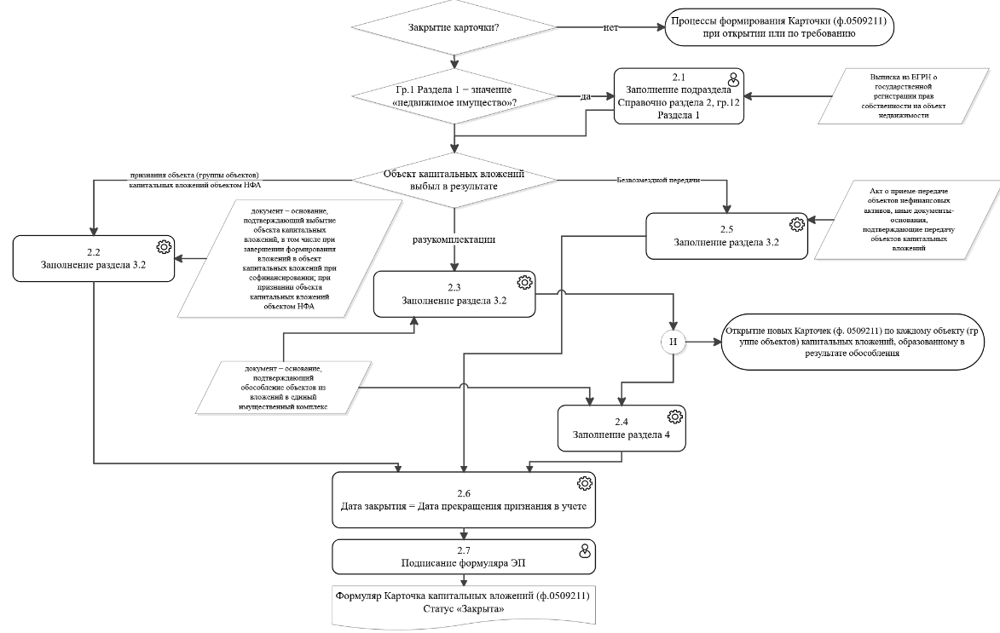 Закрытие карточки?
нет
Процессы формирования Карточки (ф.0509211)
при открытии или по требованию
Гр.1 Раздела 1 – значение
«недвижимое имущество»?
да
2.1
Заполнение подраздела
Справочно раздела 2, гр.12
Раздела 1
Выписка из ЕГРН о
государственной
регистрации прав
собственности на объект
недвижимости
признания объекта (группы объектов)
капитальных вложений объектом НФА
Объект капитальных вложений
выбыл в результате
Безвозмездной передачи
разукомплектации
2.2
Заполнение раздела 3.2
документ – основание,
подтверждающий выбытие
объекта капитальных
вложений, в том числе при
завершении формирования
вложений в объект
капитальных вложений при
софинансировании; при
признании объекта
капитальных вложений
объектом НФА
2.5
Заполнение раздела 3.2
Акт о приеме-передаче
объектов нефинансовых
активов, иные документы-
основания,
подтверждающие передачу
объектов капитальных
вложений
2.3
Заполнение раздела 3.2
И
Открытие новых Карточек (ф. 0509211) по каждому объекту (гр
уппе объектов) капитальных вложений, образованному в
результате обособления
документ – основание,
подтверждающий
обособление объектов из
вложений в единый
имущественный комплекс
2.4
Заполнение раздела 4
2.6
Дата закрытия = Дата прекращения признания в учете
2.7
Подписание формуляра ЭП
Формуляр Карточка капитальных вложений (ф.0509211)
Статус «Закрыта»